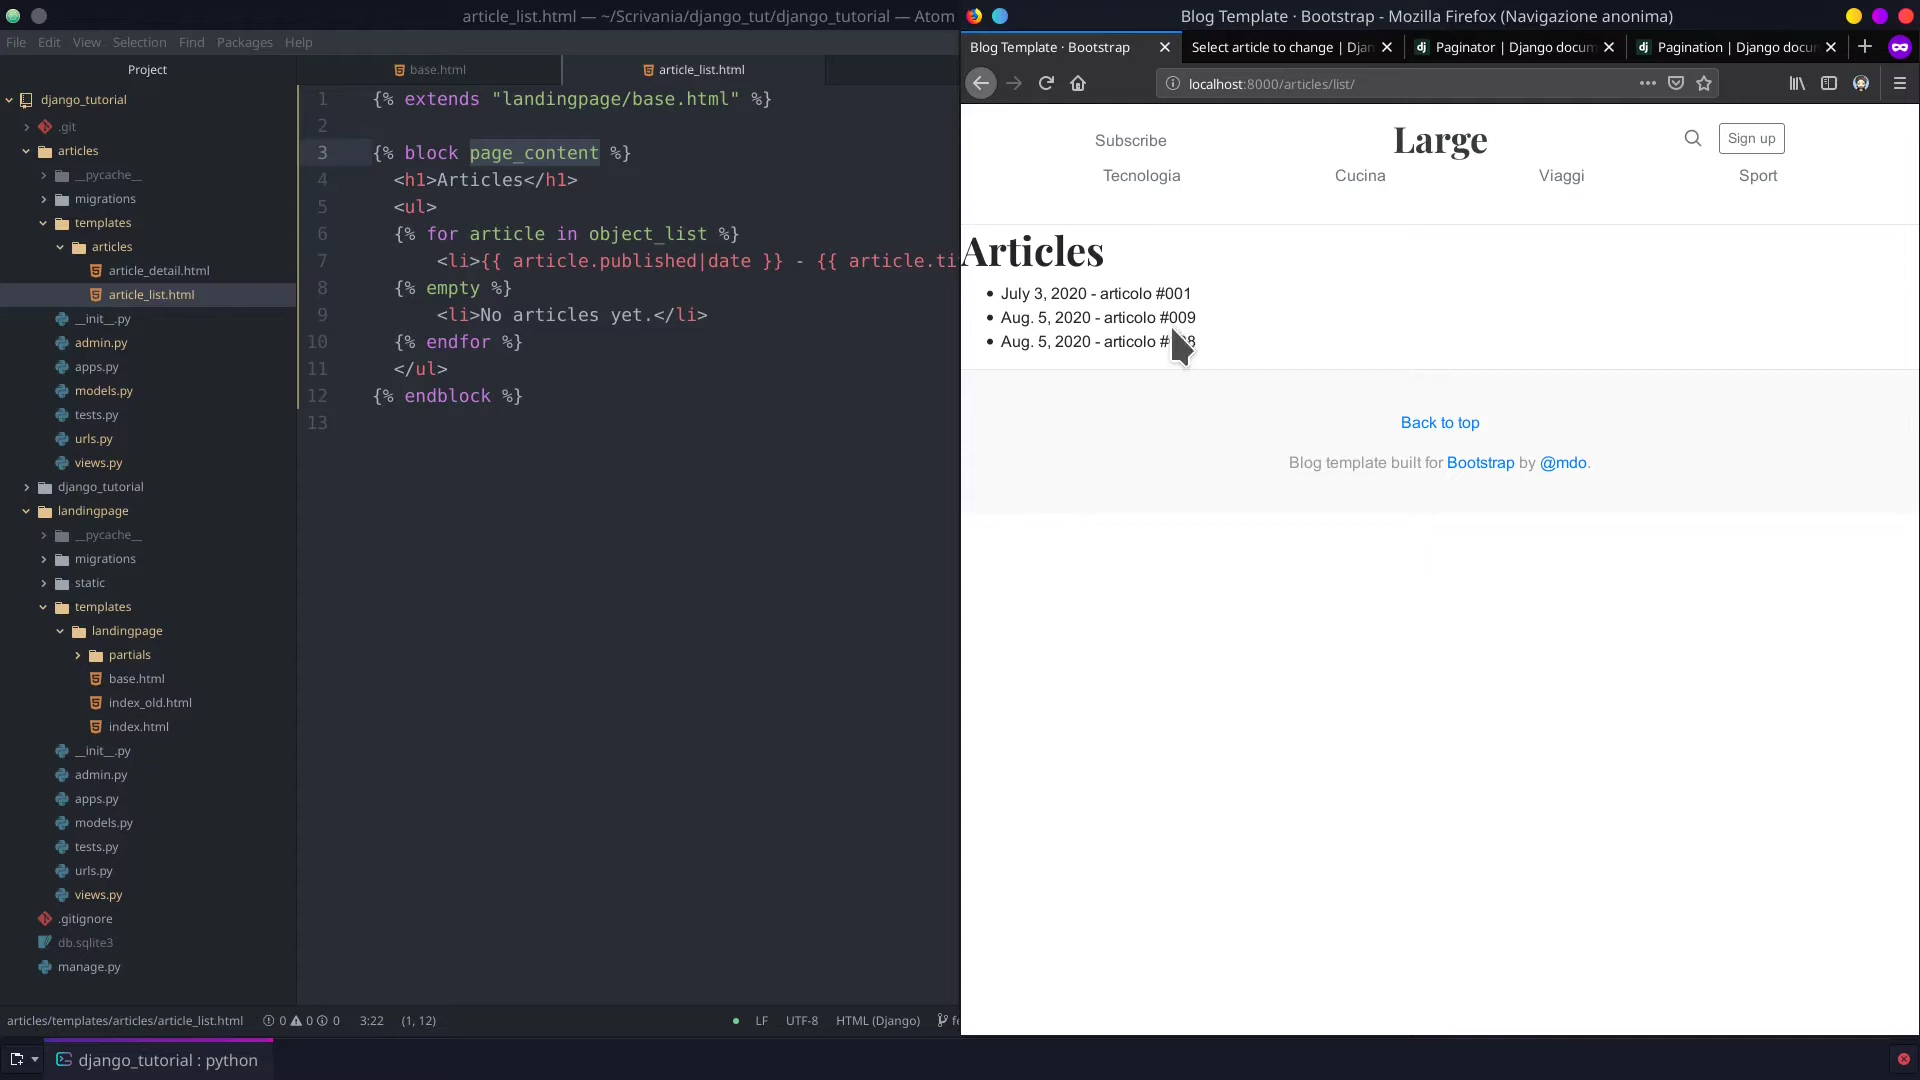 article_list.html — ~/Scrivania/django_tut/django_tutorial — Atom
File Edit View Selection Find Packages Help
Project
django_tutorial
.git
articles
__pycache__
migrations
templates
articles
article_detail.html
article_list.html
__init__.py
admin.py
apps.py
models.py
tests.py
urls.py
views.py
django_tutorial
landingpage
__pycache__
migrations
static
templates
landingpage
partials
base.html
index_old.html
index.html
__init__.py
admin.py
apps.py
models.py
tests.py
urls.py
views.py
.gitignore
db.sqlite3
manage.py
base.html article_list.html
1 {% extends "landingpage/base.html" %}
2
3 {% block page_content %}
4 <h1>Articles</h1>
5 <ul>
6 {% for article in object_list %}
7 <li>{{ article.published|date }} - {{ article.ti
8 {% empty %}
9 <li>No articles yet.</li>
10 {% endfor %}
11 </ul>
12 {% endblock %}
13
articles/templates/articles/article_list.html 0 0 0 3:22 (1, 12) LF UTF-8 HTML (Django) fe
django_tutorial : python
Blog Template · Bootstrap - Mozilla Firefox (Navigazione anonima)
Blog Template · Bootstrap Select article to change | Djan dj Paginator | Django docum dj Pagination | Django docu
localhost:8000/articles/list/
Subscribe Large Sign up
Tecnologia Cucina Viaggi Sport
Articles
July 3, 2020 - articolo #001
Aug. 5, 2020 - articolo #009
Aug. 5, 2020 - articolo
Back to top
Blog template built for Bootstrap by @mdo.